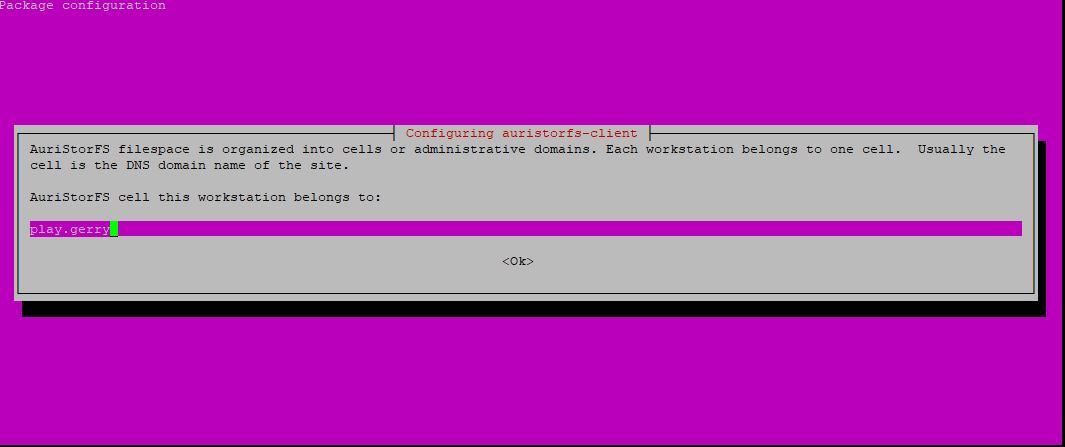 Package configuration
Configuring auristorfs-client
AuriStorFS filespace is organized into cells or administrative domains. Each workstation belongs to one cell.  Usually the
cell is the DNS domain name of the site.
AuriStorFS cell this workstation belongs to:
play.gerry
<Ok>